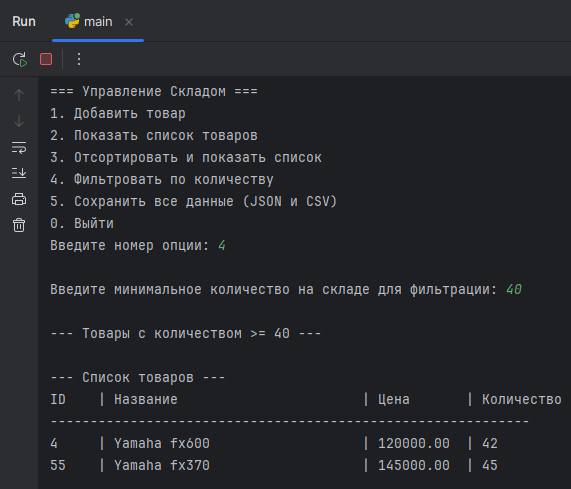 Run
main
=== Управление Складом ===
1. Добавить товар
2. Показать список товаров
3. Отсортировать и показать список
4. Фильтровать по количеству
5. Сохранить все данные (JSON и CSV)
0. Выйти
Введите номер опции: 4
Введите минимальное количество на складе для фильтрации: 40
--- Товары с количеством >= 40 ---
--- Список товаров ---
ID | Название | Цена | Количество
------------------------------------------------------------
4 | Yamaha fx600 | 120000.00 | 42
55 | Yamaha fx370 | 145000.00 | 45